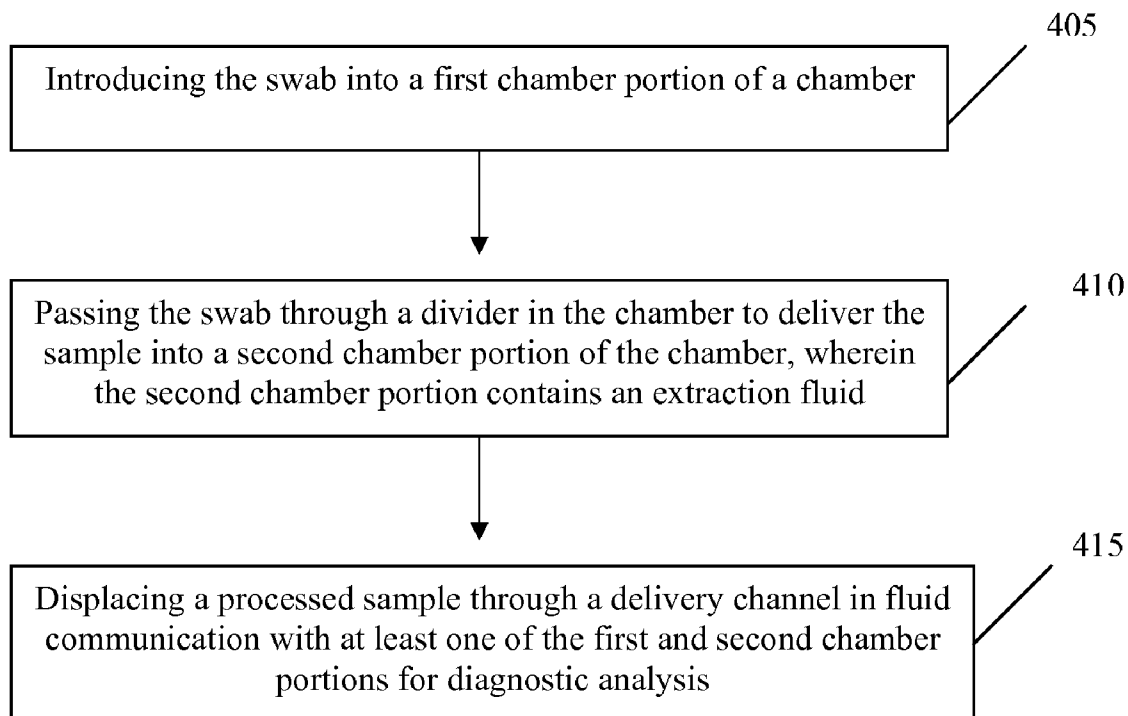 405
Introducing the swab into a first chamber portion of a chamber
410
Passing the swab through a divider in the chamber to deliver the
sample into a second chamber portion of the chamber, wherein
the second chamber portion contains an extraction fluid
415
Displacing a processed sample through a delivery channel in fluid
communication with at least one of the first and second chamber
portions for diagnostic analysis